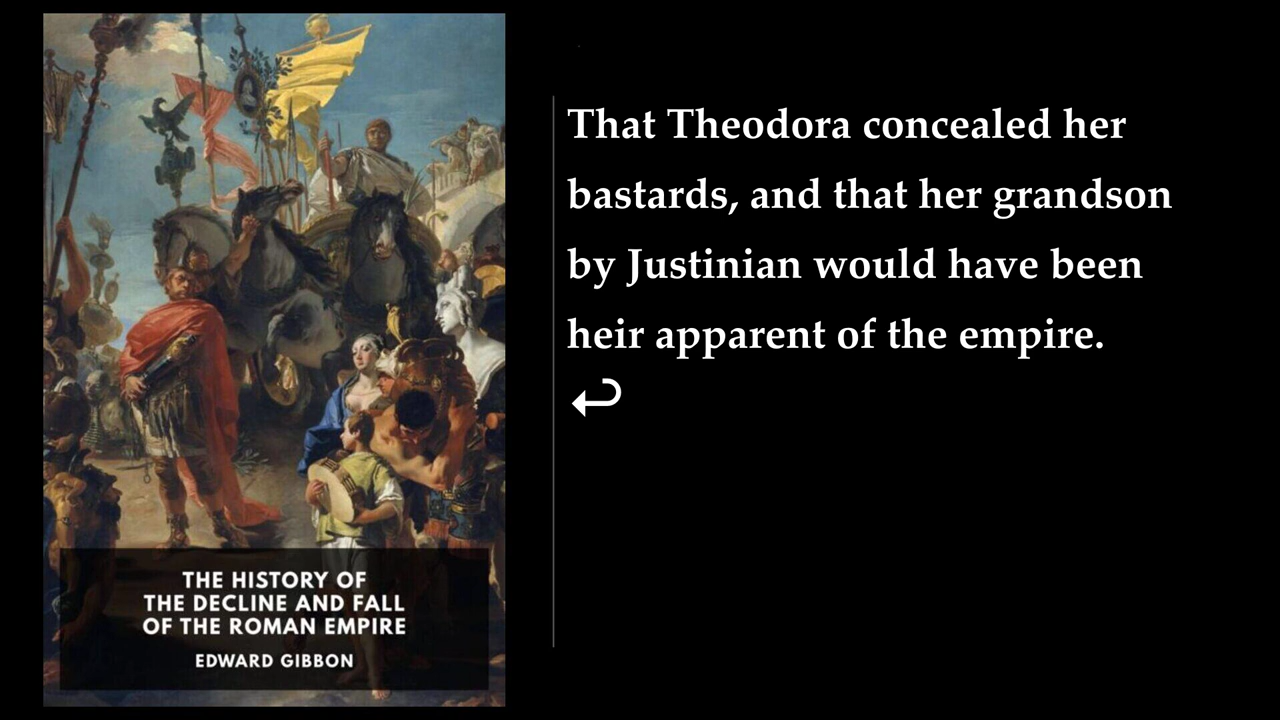 That Theodora concealed her
bastards, and that her grandson
by Justinian would have been
heir apparent of the empire.
↩
THE HISTORY OF
THE DECLINE AND FALL
OF THE ROMAN EMPIRE
EDWARD GIBBON